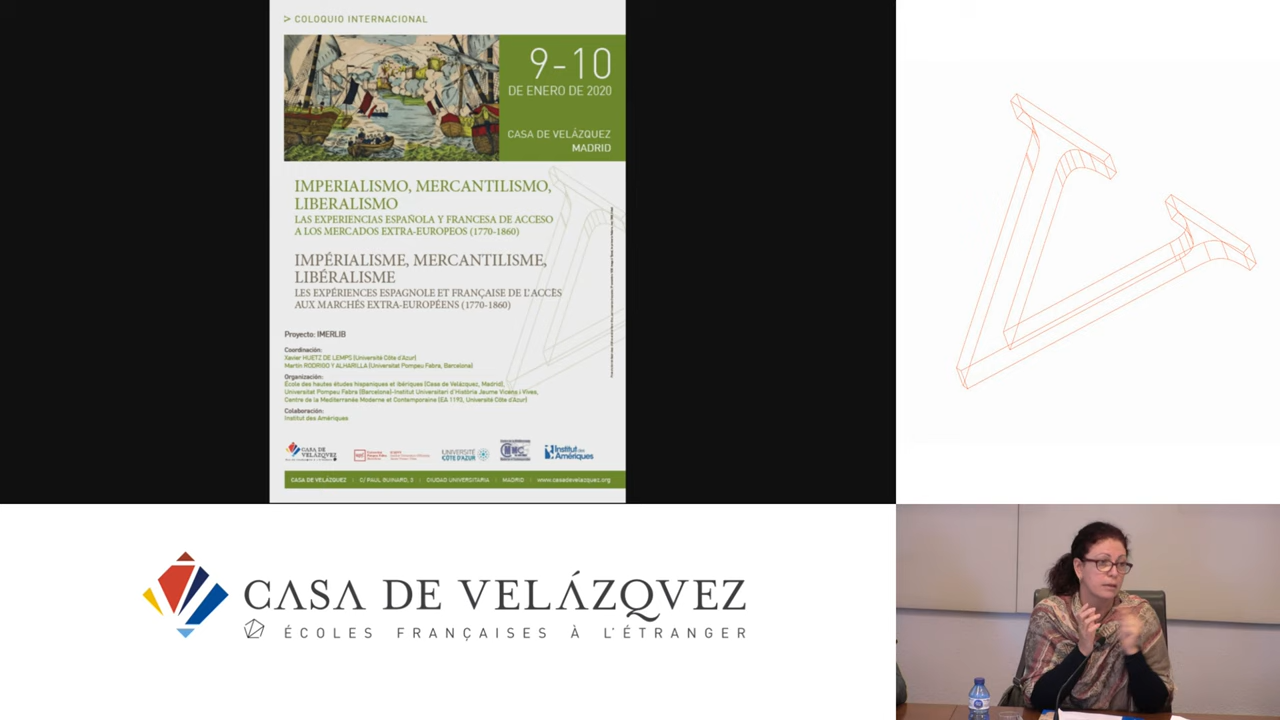 > COLOQUIO INTERNACIONAL
9-10
DE ENERO DE 2020
CASA DE VELÁZQUEZ
MADRID
IMPERIALISMO, MERCANTILISMO,
LIBERALISMO
LAS EXPERIENCIAS ESPAÑOLA Y FRANCESA DE ACCESO
A LOS MERCADOS EXTRA-EUROPEOS (1770-1860)
IMPÉRIALISME, MERCANTILISME,
LIBÉRALISME
LES EXPÉRIENCES ESPAGNOLE ET FRANÇAISE DE L'ACCÈS
AUX MARCHÉS EXTRA-EUROPÉENS (1770-1860)
Proyecto: IMERLIB
Coordinación:
Xavier HUETZ DE LEMPS (Université Côte d'Azur)
Martín RODRIGO Y ALHARILLA (Universitat Pompeu Fabra, Barcelona)
Organización:
École des hautes études hispaniques et ibériques (Casa de Velázquez, Madrid),
Universitat Pompeu Fabra (Barcelona)-Institut Universitari d'Història Jaume Vicens i Vives,
Centre de la Mediterranée Moderne et Contemporaine (EA 1193, Université Côte d'Azur)
Colaboración:
Institut des Amériques
CASA DE
VELÁZQUEZ
UNIVERSITÉ
CÔTE D'AZUR
Institut des
Amériques
CASA DE VELÁZQUEZ | C/ PAUL GUINARD, 3 | CIUDAD UNIVERSITARIA | MADRID | www.casadevelazquez.org
CASA DE VELÁZQVEZ
ÉCOLES FRANÇAISES À L'ÉTRANGER